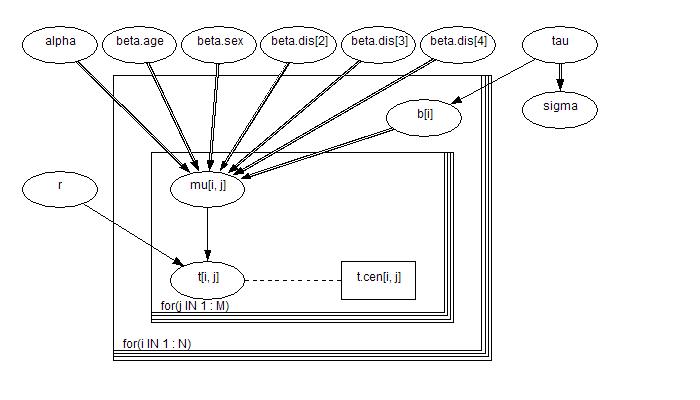 alpha
beta.age
beta.sex
beta.dis[2]
beta.dis[3]
beta.dis[4]
tau
b[i]
sigma
r
mu[i, j]
t[i, j]
t.cen[i, j]
for(j IN 1 : M)
for(i IN 1 : N)